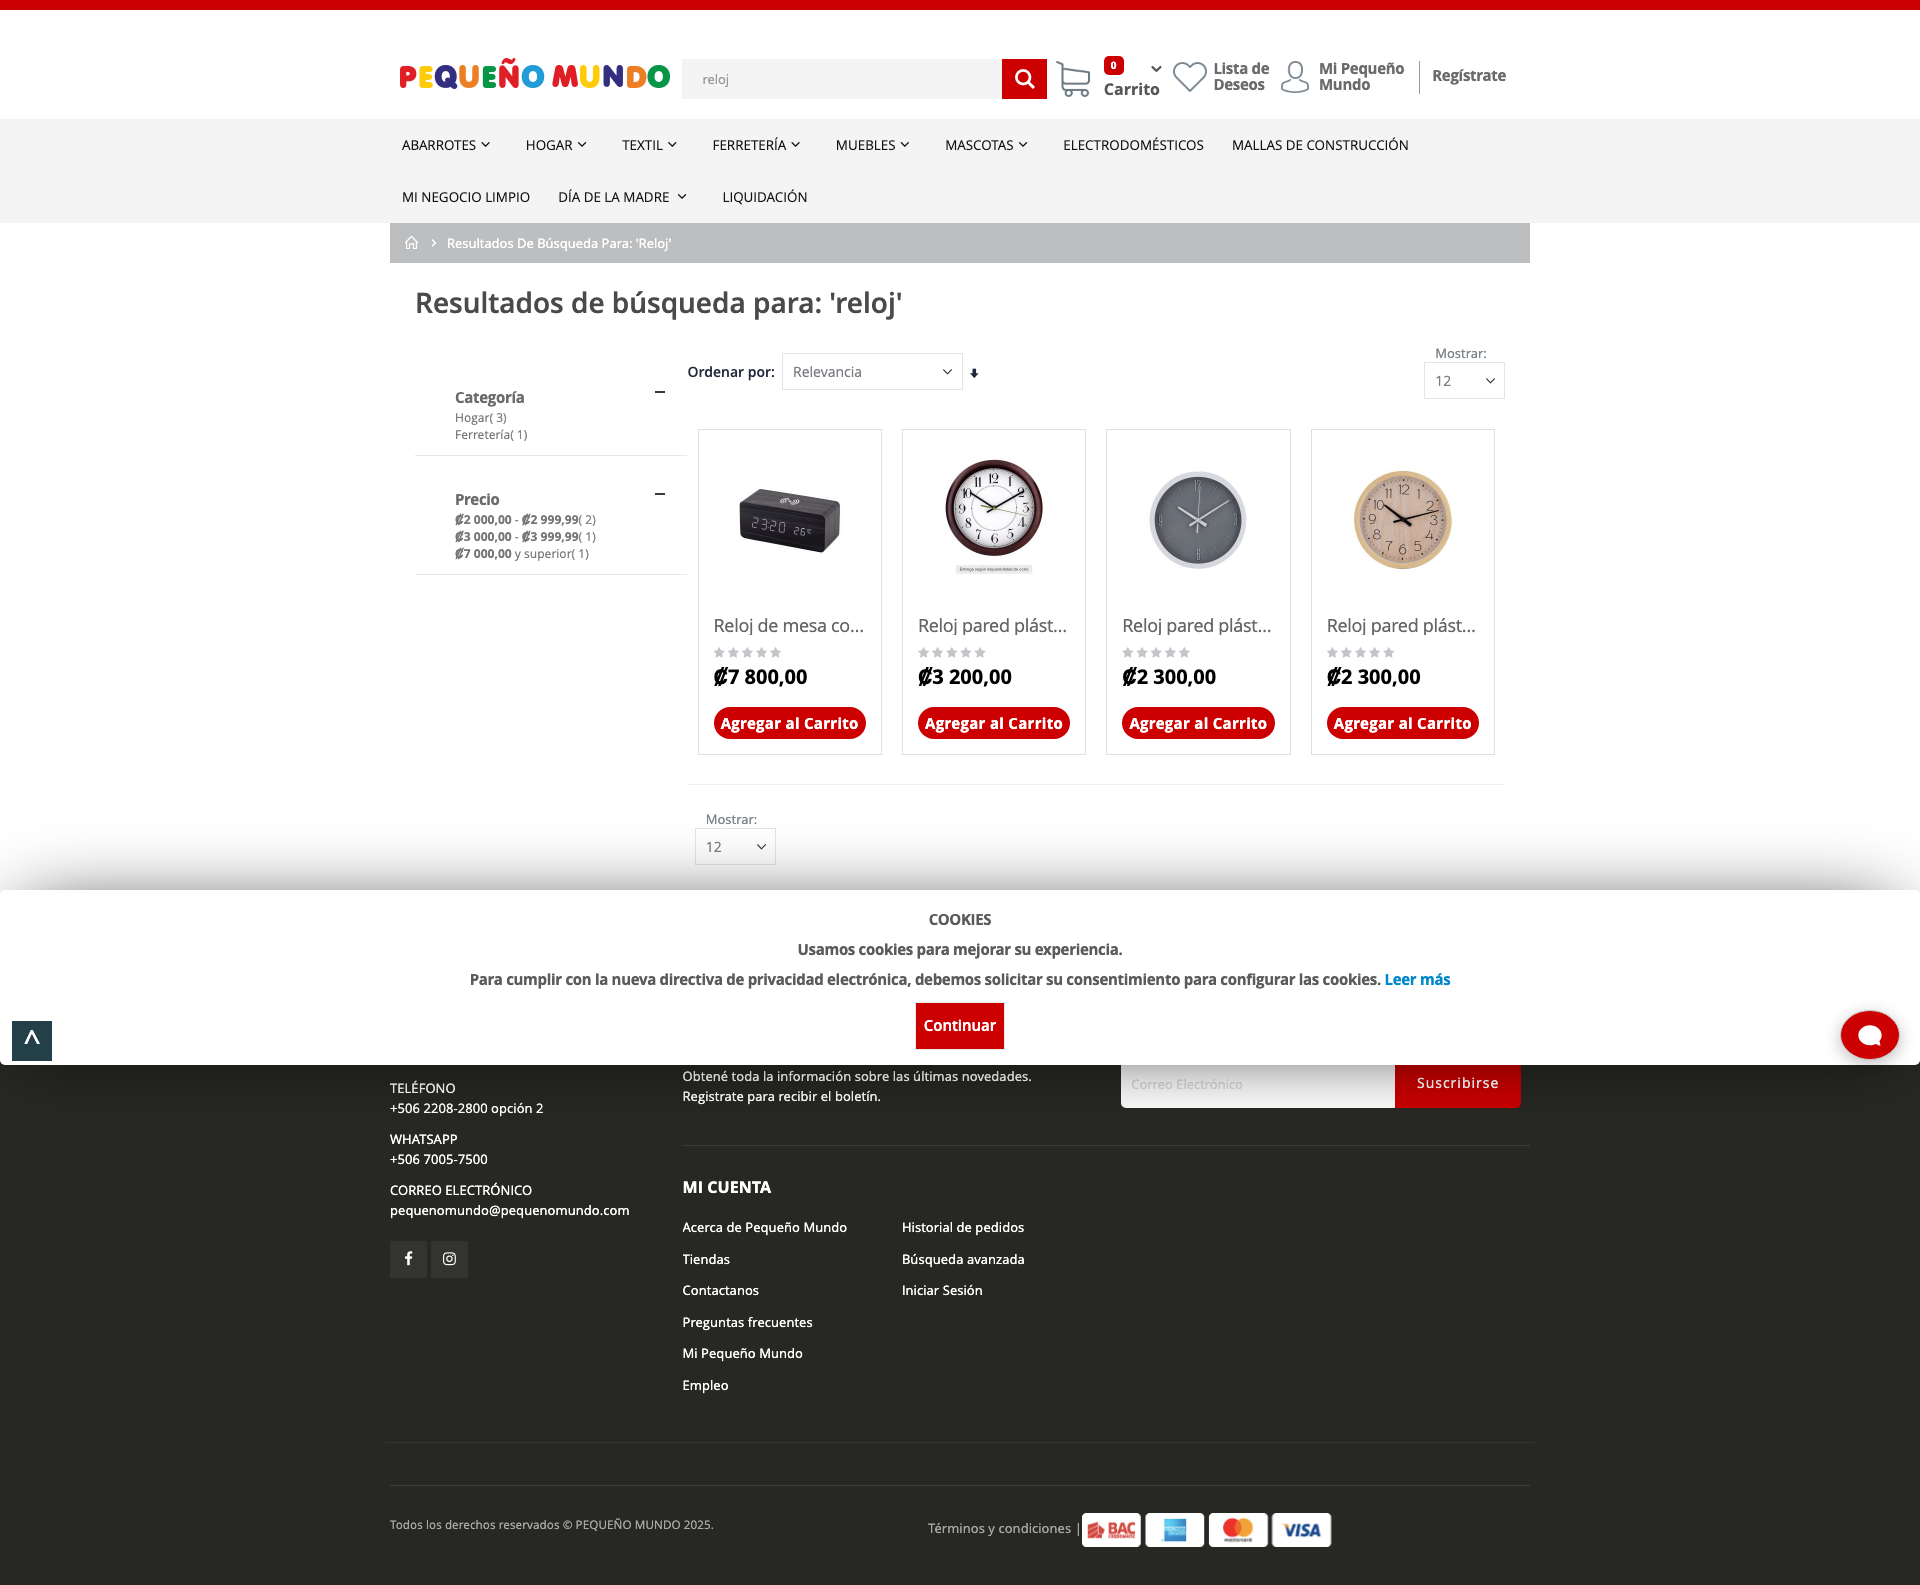 PEQUEÑO MUNDO
reloj
0
Carrito
Lista de
Deseos
Mi Pequeño
Mundo
Regístrate
ABARROTES
HOGAR
TEXTIL
FERRETERÍA
MUEBLES
MASCOTAS
ELECTRODOMÉSTICOS
MALLAS DE CONSTRUCCIÓN
MI NEGOCIO LIMPIO
DÍA DE LA MADRE
LIQUIDACIÓN
Resultados De Búsqueda Para: 'Reloj'
Resultados de búsqueda para: 'reloj'
Categoría
Hogar( 3)
Ferretería( 1)
Precio
₡2 000,00 - ₡2 999,99( 2)
₡3 000,00 - ₡3 999,99( 1)
₡7 000,00 y superior( 1)
Ordenar por:
Relevancia
Mostrar:
12
23:20 26°C
Entrega según disponibilidad de color
Reloj de mesa co...
₡7 800,00
Agregar al Carrito
Reloj pared plást...
₡3 200,00
Agregar al Carrito
Reloj pared plást...
₡2 300,00
Agregar al Carrito
Reloj pared plást...
₡2 300,00
Agregar al Carrito
Mostrar:
12
COOKIES
Usamos cookies para mejorar su experiencia.
Para cumplir con la nueva directiva de privacidad electrónica, debemos solicitar su consentimiento para configurar las cookies. Leer más
Continuar
TELÉFONO
+506 2208-2800 opción 2
WHATSAPP
+506 7005-7500
CORREO ELECTRÓNICO
pequenomundo@pequenomundo.com
Obtené toda la información sobre las últimas novedades.
Registrate para recibir el boletín.
Correo Electrónico
Suscribirse
MI CUENTA
Acerca de Pequeño Mundo
Tiendas
Contactanos
Preguntas frecuentes
Mi Pequeño Mundo
Empleo
Historial de pedidos
Búsqueda avanzada
Iniciar Sesión
Todos los derechos reservados © PEQUEÑO MUNDO 2025.
Términos y condiciones |
BAC
mastercard
VISA